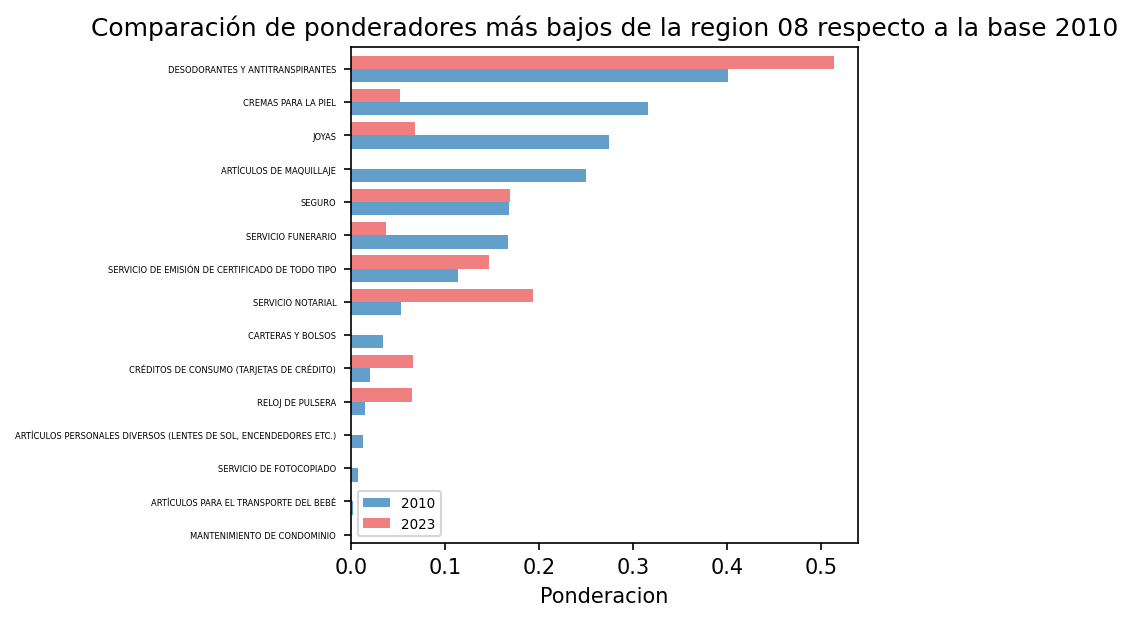 Comparación de ponderadores más bajos de la region 08 respecto a la base 2010
DESODORANTES Y ANTITRANSPIRANTES
CREMAS PARA LA PIEL
JOYAS
ARTÍCULOS DE MAQUILLAJE
SEGURO
SERVICIO FUNERARIO
SERVICIO DE EMISIÓN DE CERTIFICADO DE TODO TIPO
SERVICIO NOTARIAL
CARTERAS Y BOLSOS
CRÉDITOS DE CONSUMO (TARJETAS DE CRÉDITO)
RELOJ DE PULSERA
ARTÍCULOS PERSONALES DIVERSOS (LENTES DE SOL, ENCENDEDORES ETC.)
SERVICIO DE FOTOCOPIADO
ARTÍCULOS PARA EL TRANSPORTE DEL BEBÉ
MANTENIMIENTO DE CONDOMINIO
2010
2023
0.0 0.1 0.2 0.3 0.4 0.5
Ponderacion